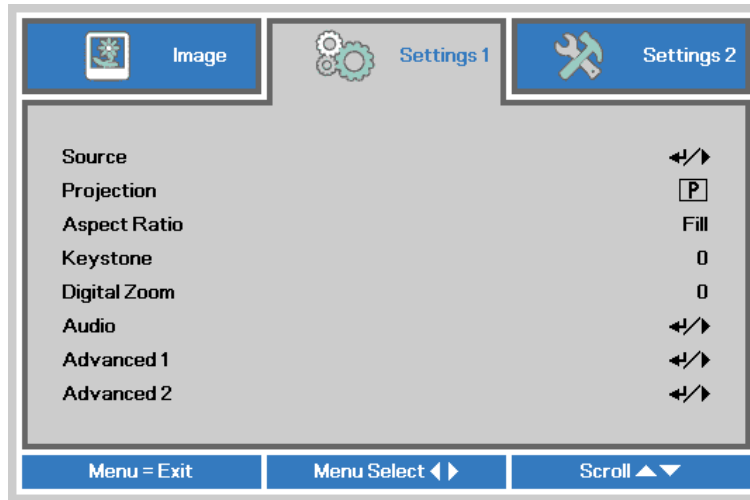 Image Settings 1 Settings 2
Source ↵/▶
Projection P
Aspect Ratio Fill
Keystone 0
Digital Zoom 0
Audio ↵/▶
Advanced 1 ↵/▶
Advanced 2 ↵/▶
Menu = Exit Menu Select ◀▶ Scroll ▲▼